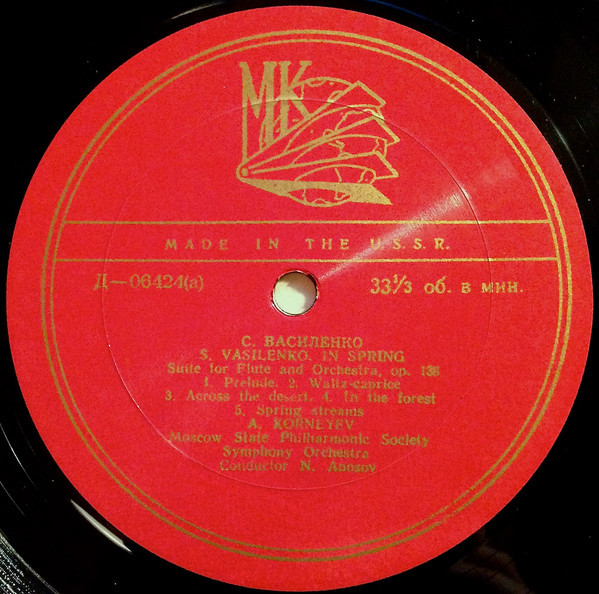 МК
MADE IN THE U.S.S.R.
Д—06424(а)
33⅓ об. в мин.
С. ВАСИЛЕНКО
S. VASILENKO. IN SPRING
Suite for Flute and Orchestra, op. 138
1. Prelude. 2. Waltz-caprice
3. Across the desert. 4. In the forest
5. Spring streams
A. KORNEYEV
Moscow State Philharmonic Society
Symphony Orchestra
Conductor N. Anosov